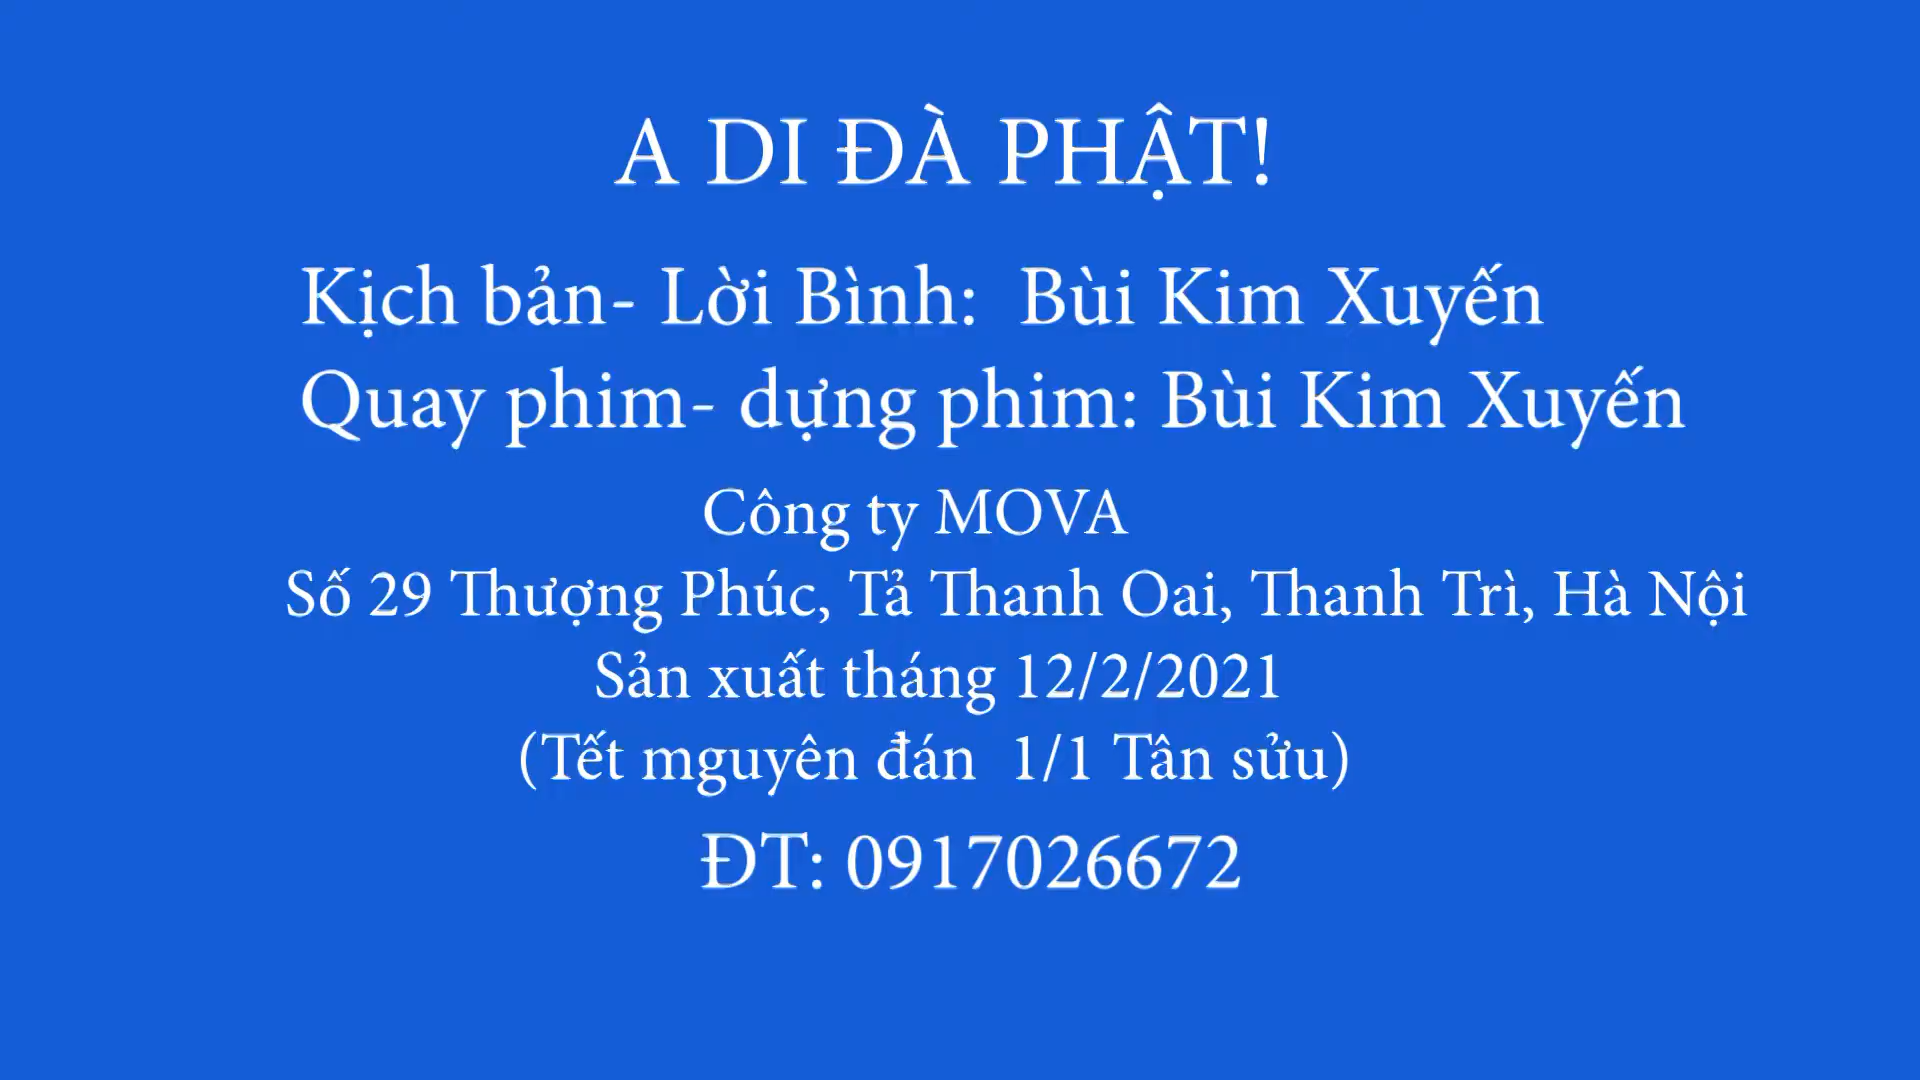 A DI ĐÀ PHẬT!
Kịch bản- Lời Bình:  Bùi Kim Xuyến
Quay phim- dựng phim: Bùi Kim Xuyến
Công ty MOVA
Số 29 Thượng Phúc, Tả Thanh Oai, Thanh Trì, Hà Nội
Sản xuất tháng 12/2/2021
(Tết mguyên đán  1/1 Tân sửu)
ĐT: 0917026672